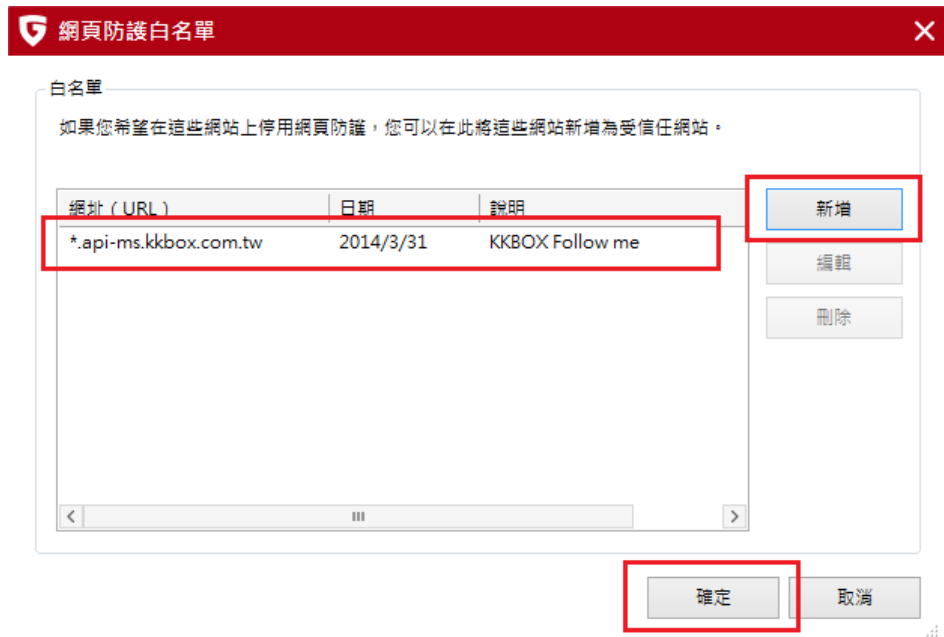 網頁防護白名單
白名單
如果您希望在這些網站上停用網頁防護，您可以在此將這些網站新增為受信任網站。
網址（URL） 日期 說明
*.api-ms.kkbox.com.tw 2014/3/31 KKBOX Follow me
新增
編輯
刪除
確定 取消